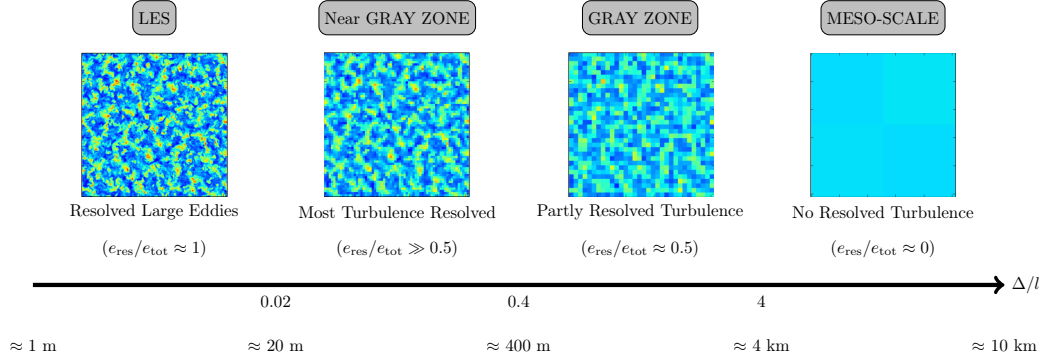 LES Near GRAY ZONE GRAY ZONE MESO-SCALE
Resolved Large Eddies Most Turbulence Resolved Partly Resolved Turbulence No Resolved Turbulence
(e_res/e_tot ≈ 1) (e_res/e_tot ≫ 0.5) (e_res/e_tot ≈ 0.5) (e_res/e_tot ≈ 0)
Δ/l
0.02 0.4 4
≈ 1 m ≈ 20 m ≈ 400 m ≈ 4 km ≈ 10 km